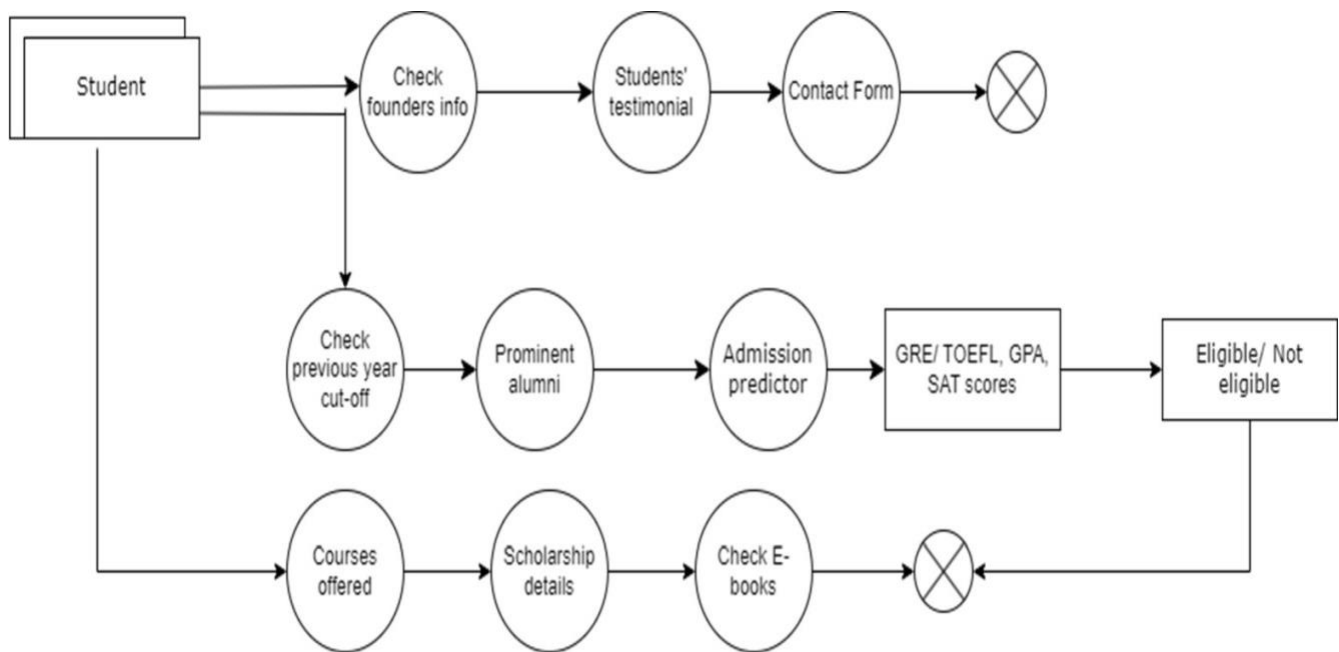 Student
Check
founders info
Students'
testimonial
Contact Form
Check
previous year
cut-off
Prominent
alumni
Admission
predictor
GRE/ TOEFL, GPA,
SAT scores
Eligible/ Not
eligible
Courses
offered
Scholarship
details
Check E-
books